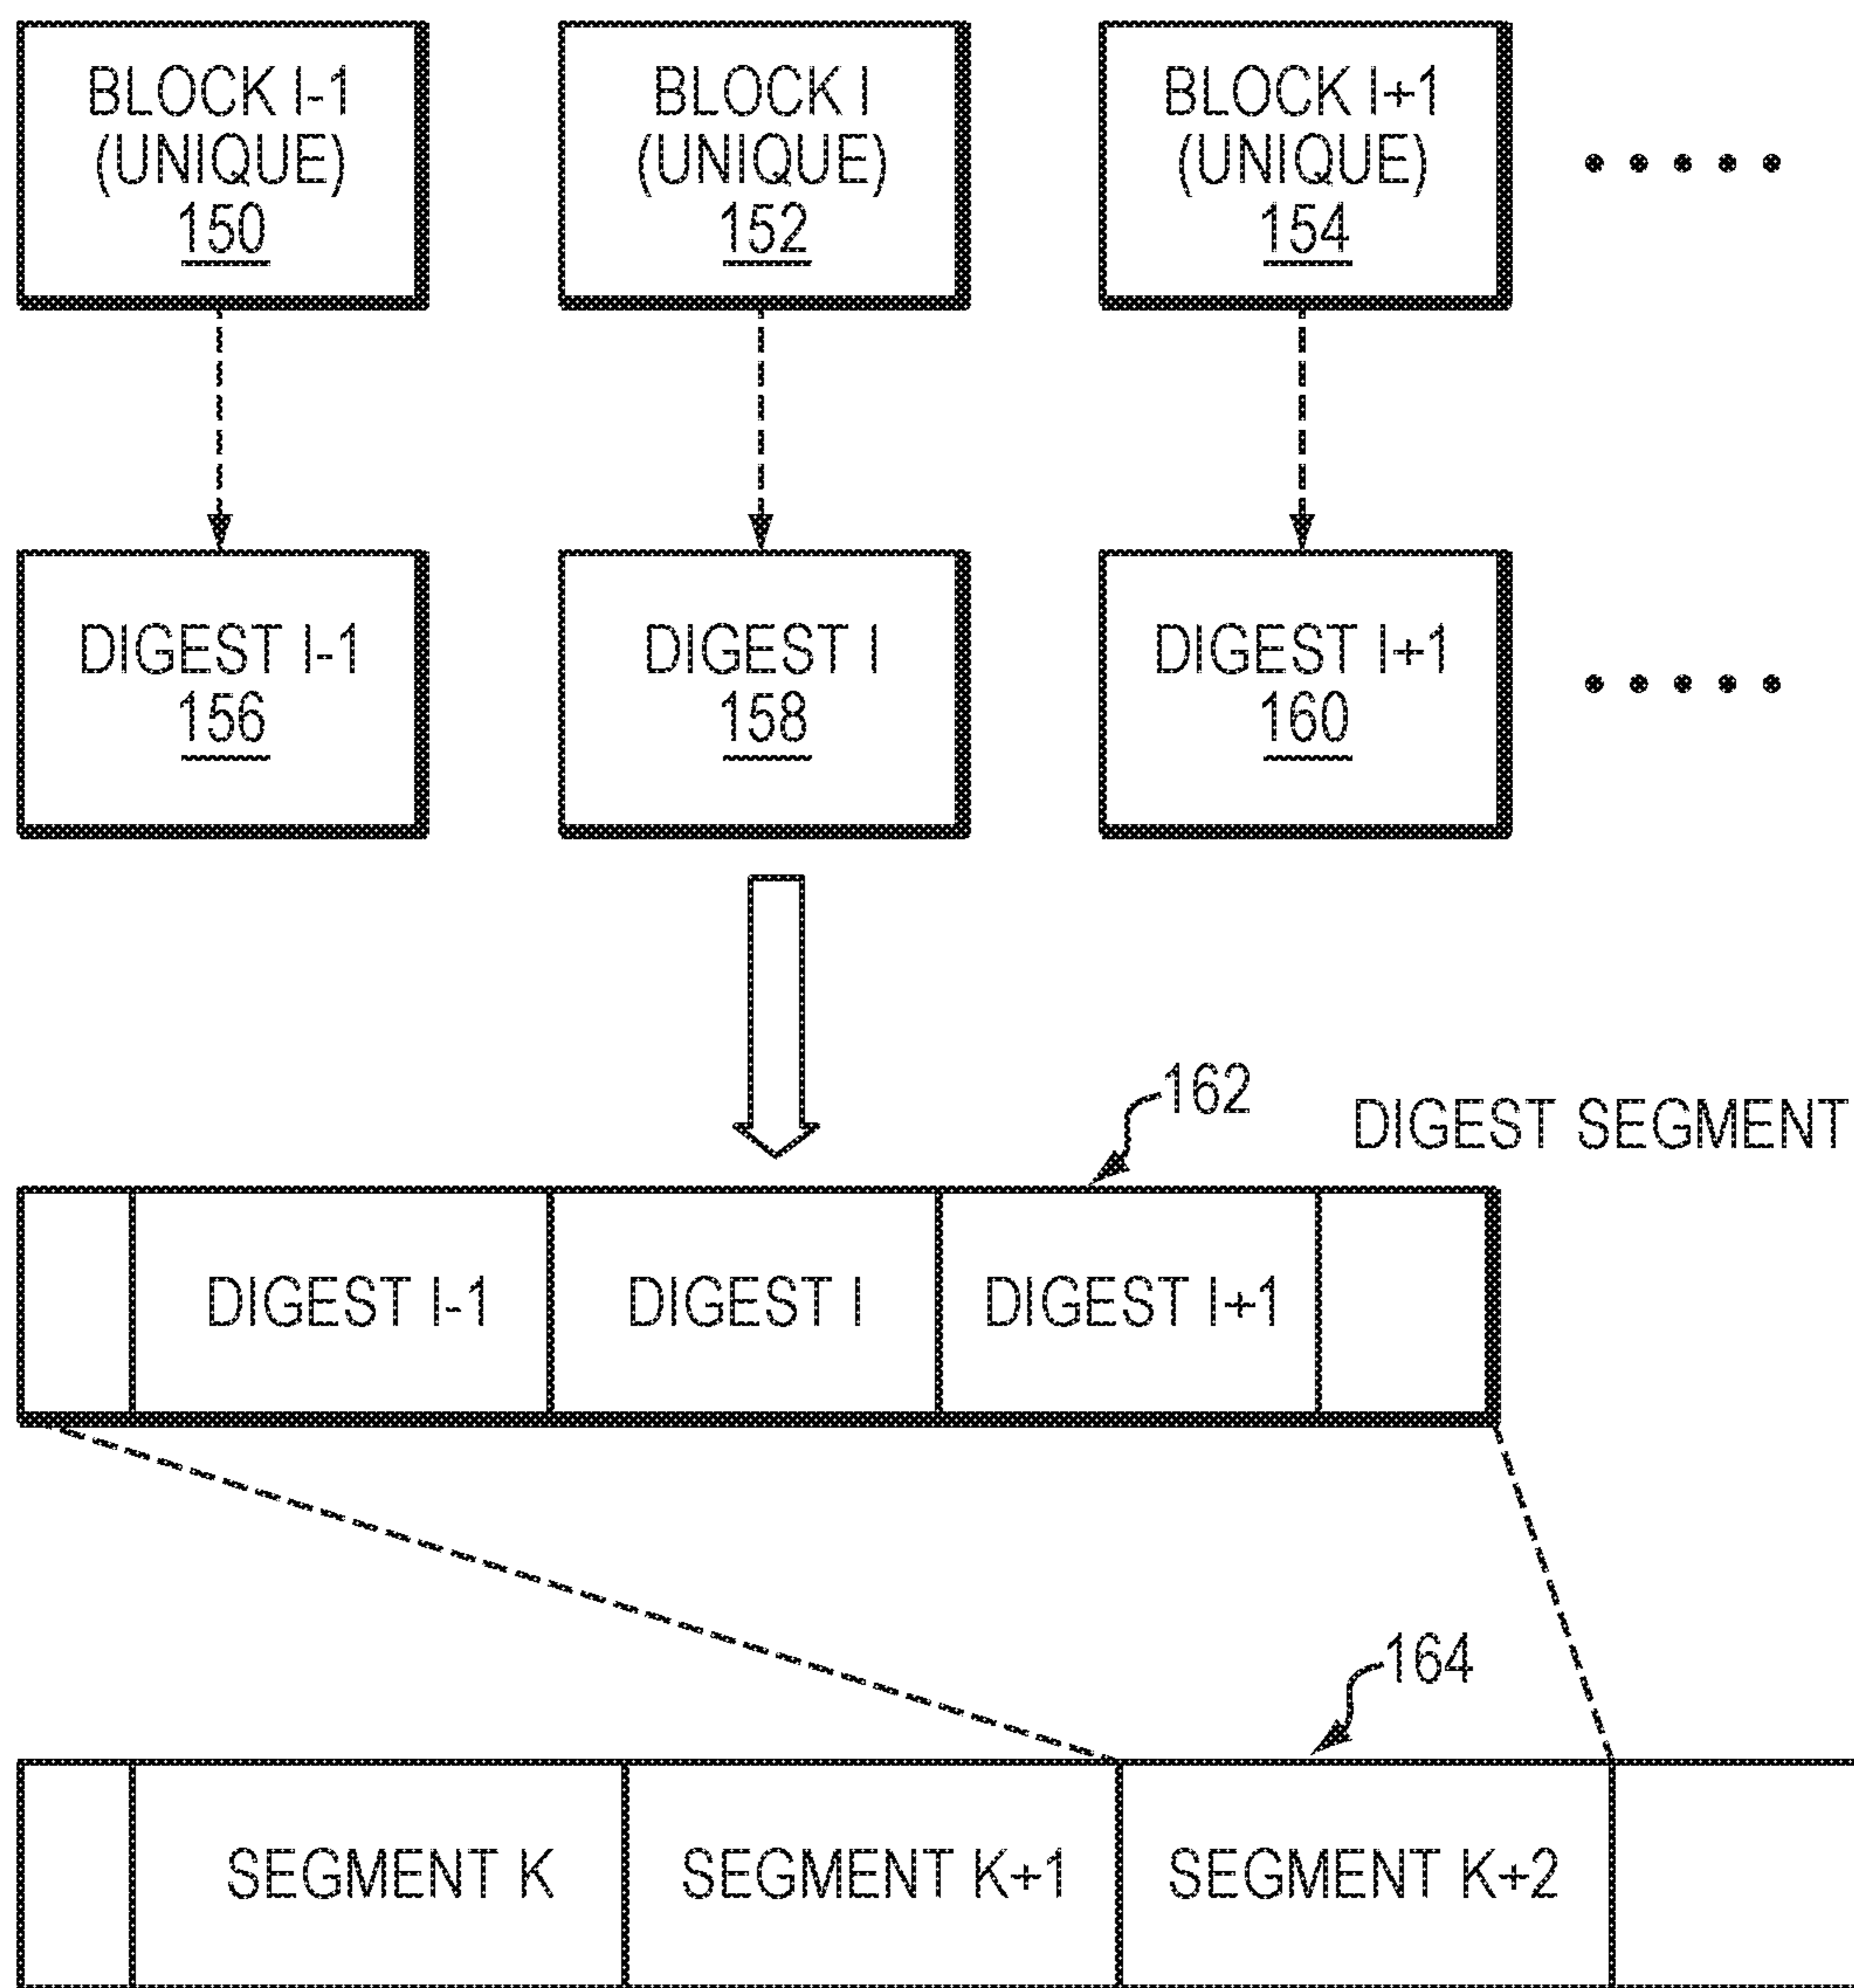 BLOCK I-1
(UNIQUE)
150
BLOCK I
(UNIQUE)
152
BLOCK I+1
(UNIQUE)
154
DIGEST I-1
156
DIGEST I
158
DIGEST I+1
160
162
DIGEST SEGMENT
DIGEST I-1
DIGEST I
DIGEST I+1
164
SEGMENT K
SEGMENT K+1
SEGMENT K+2